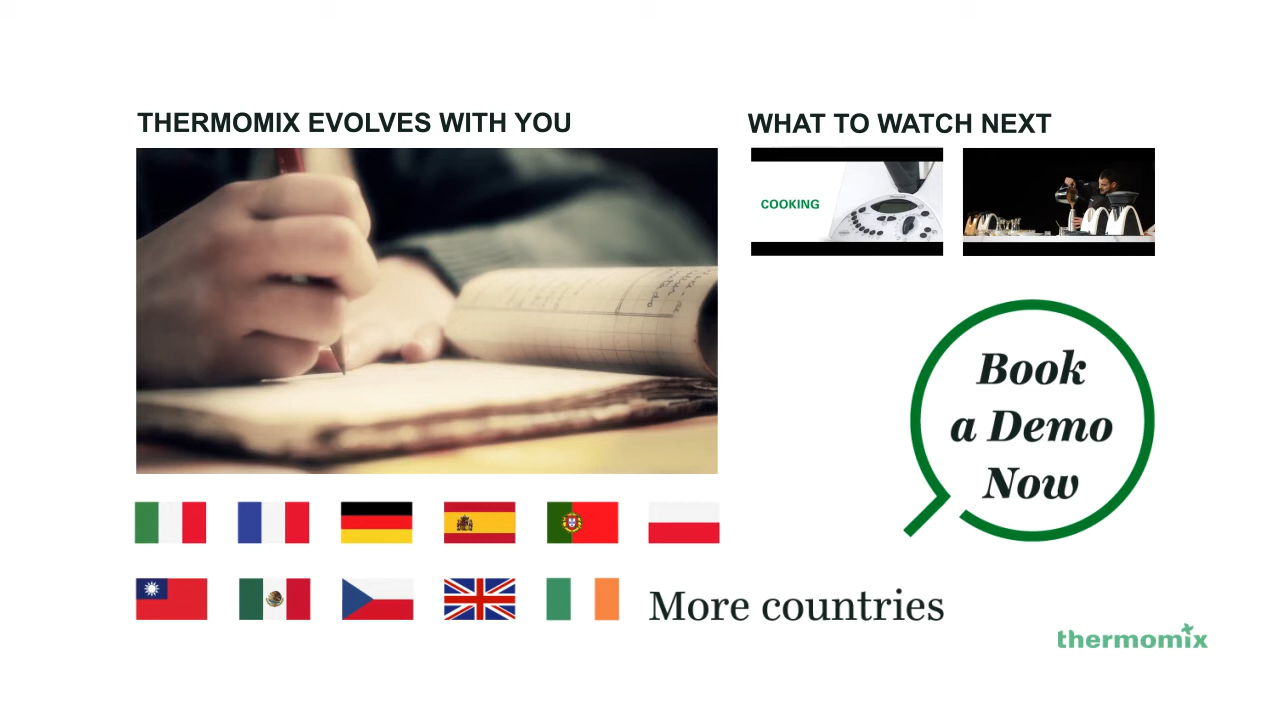 THERMOMIX EVOLVES WITH YOU
WHAT TO WATCH NEXT
COOKING
Book
a Demo
Now
More countries
thermomix